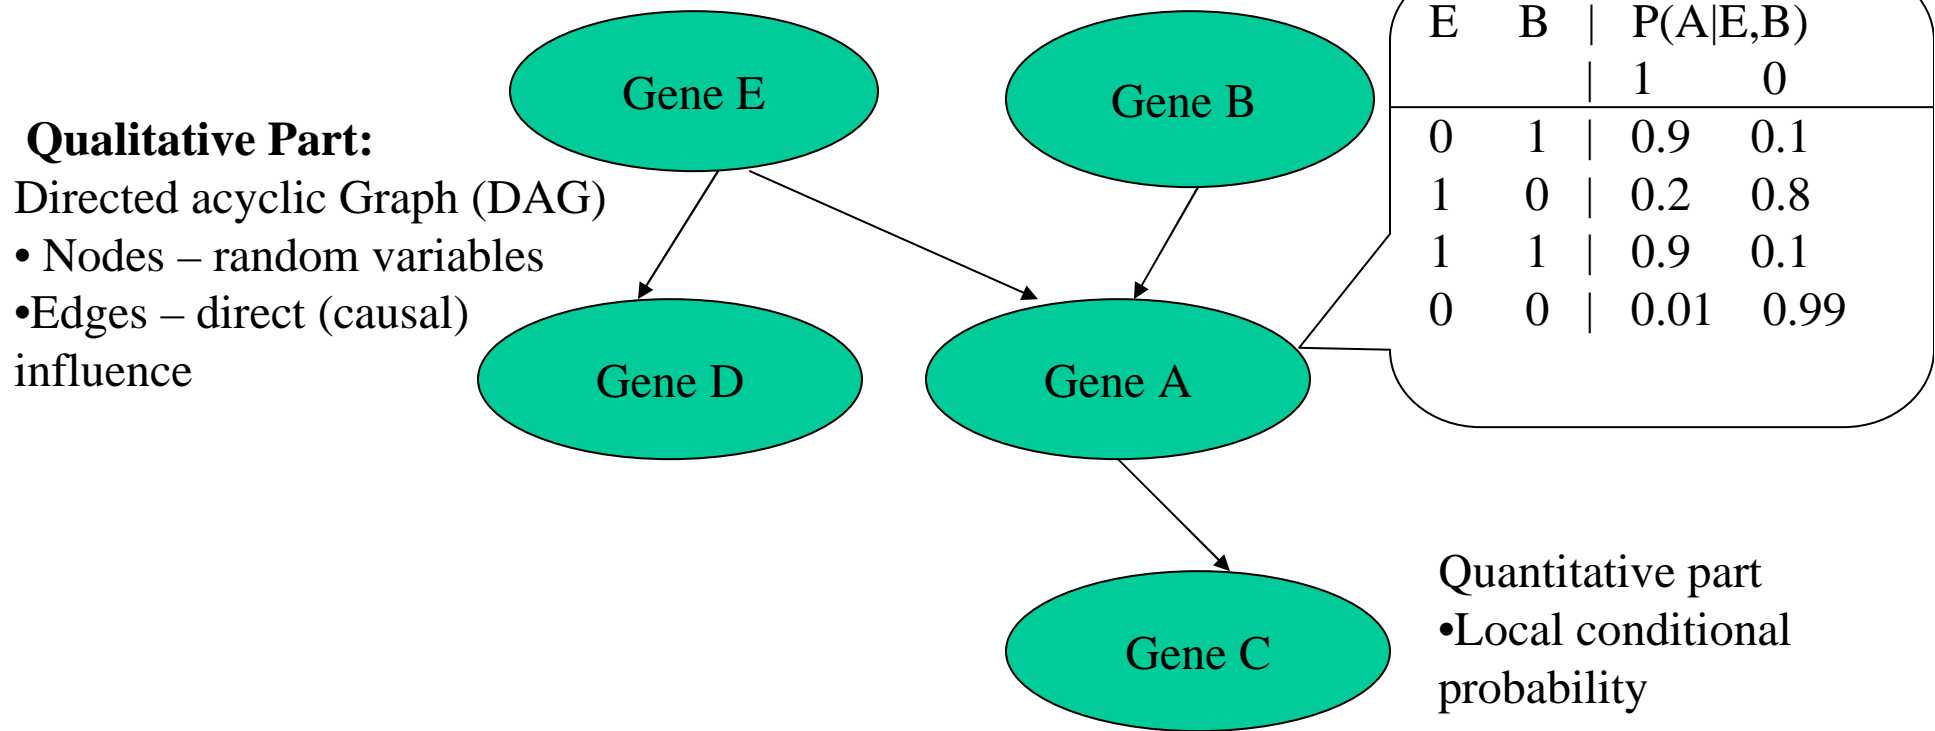 Qualitative Part:
Directed acyclic Graph (DAG)
• Nodes – random variables
•Edges – direct (causal)
influence
Gene E
Gene B
Gene D
Gene A
Gene C
E B | P(A|E,B)
| 1 0
0 1 | 0.9 0.1
1 0 | 0.2 0.8
1 1 | 0.9 0.1
0 0 | 0.01 0.99
Quantitative part
•Local conditional
probability